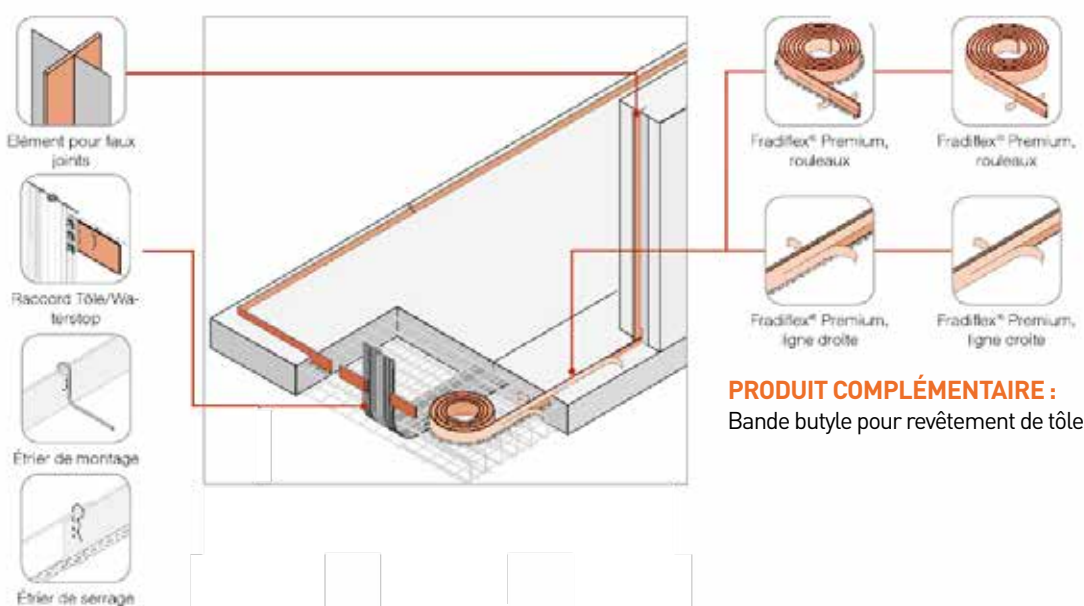 Elément pour faux
joints
Raccord Tôle/Wa-
terstop
Étrier de montage
Étrier de serrage
Fradiflex® Premium,
rouleaux
Fradiflex® Premium,
rouleaux
Fradiflex® Premium,
ligne droite
Fradiflex® Premium,
ligne droite
PRODUIT COMPLÉMENTAIRE :
Bande butyle pour revêtement de tôle